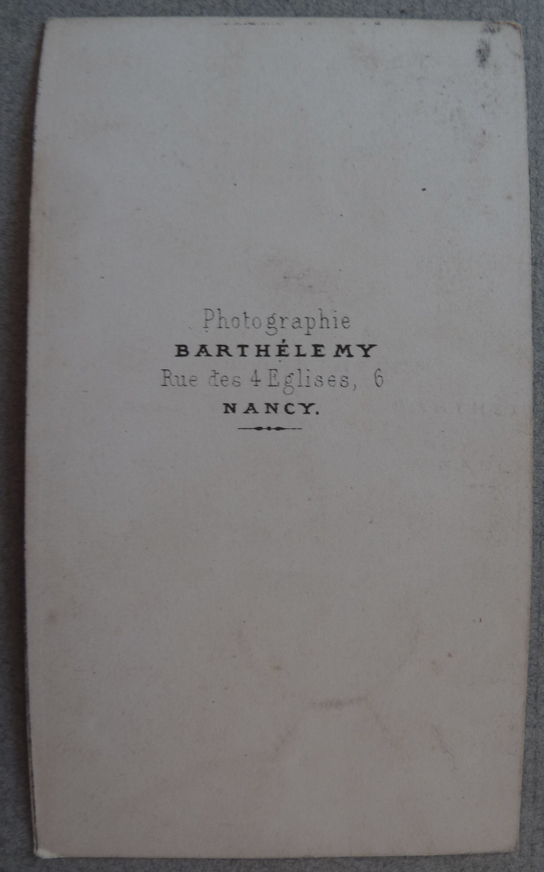 Photographie
BARTHÉLEMY
Rue des 4 Eglises, 6
NANCY.